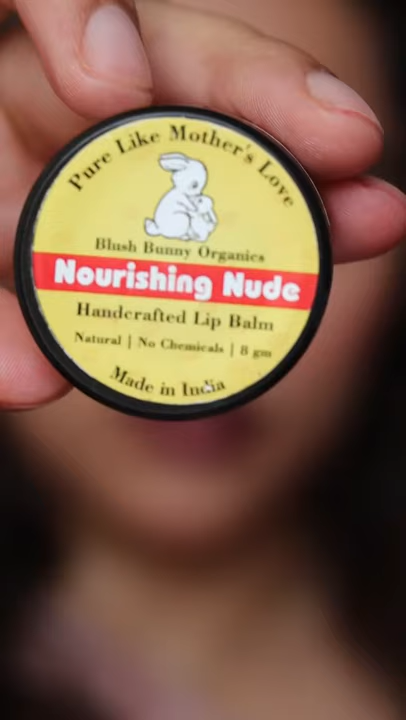 Pure Like Mother's Love
Blush Bunny Organics
Nourishing Nude
Handcrafted Lip Balm
Natural | No Chemicals | 8 gm
Made in India